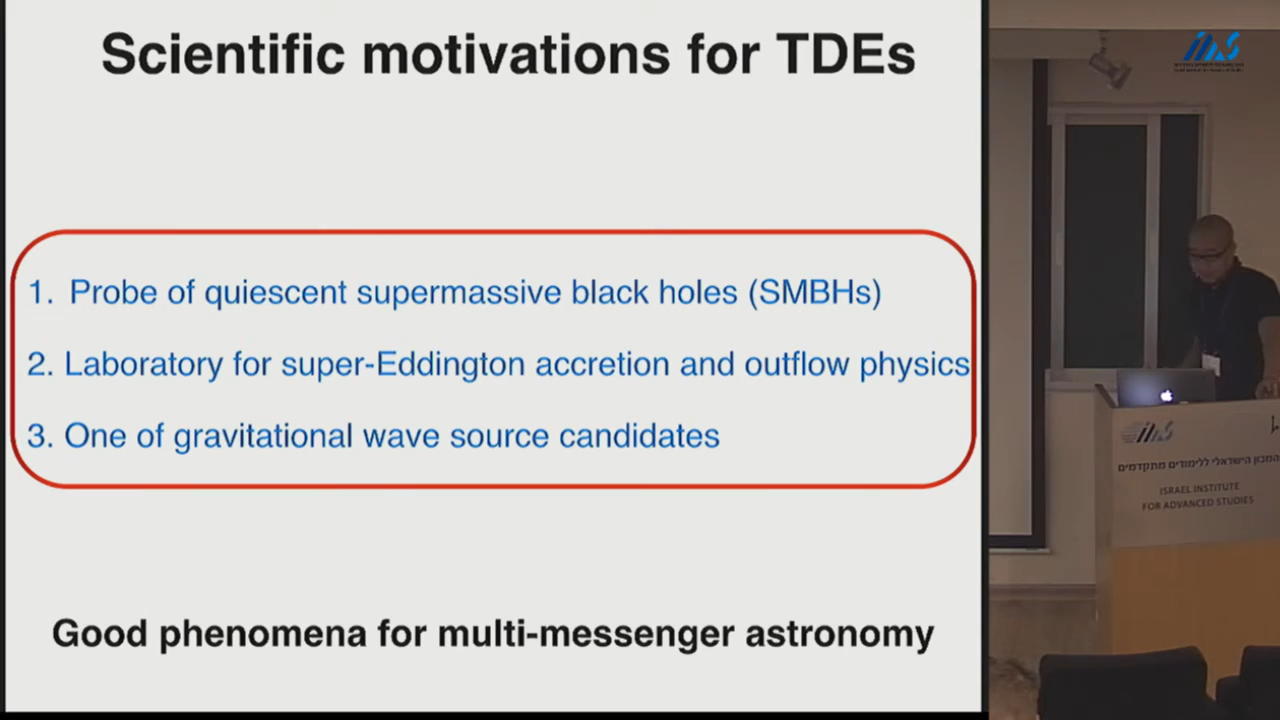 Scientific motivations for TDEs
1. Probe of quiescent supermassive black holes (SMBHs)
2. Laboratory for super-Eddington accretion and outflow physics
3. One of gravitational wave source candidates
Good phenomena for multi-messenger astronomy
המכון הישראלי ללימודים מתקדמים
ISRAEL INSTITUTE
FOR ADVANCED STUDIES